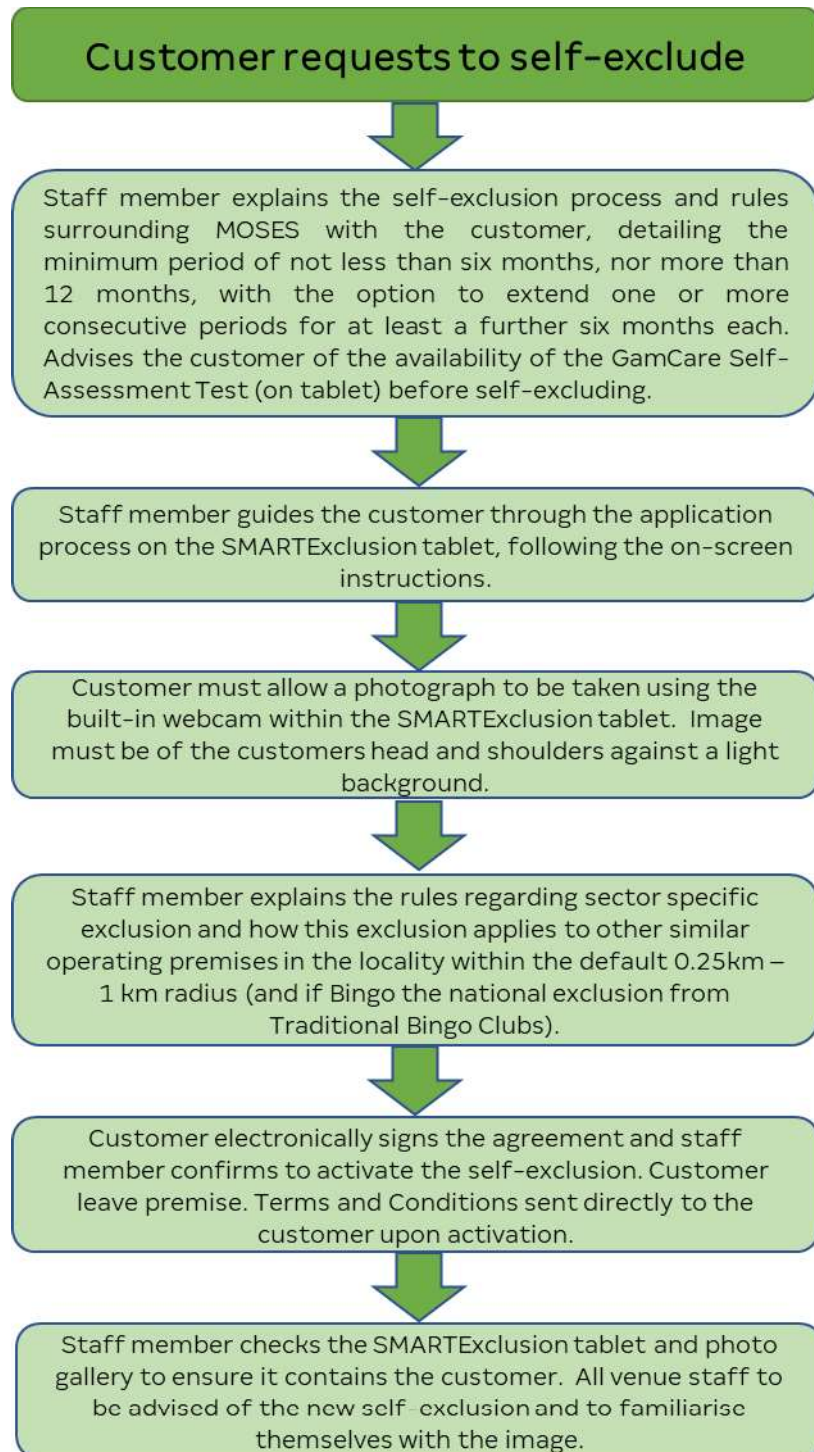 Customer requests to self-exclude
Staff member explains the self-exclusion process and rules
surrounding MOSES with the customer, detailing the
minimum period of not less than six months, nor more than
12 months, with the option to extend one or more
consecutive periods for at least a further six months each.
Advises the customer of the availability of the GamCare Self-
Assessment Test (on tablet) before self-excluding.
Staff member guides the customer through the application
process on the SMARTExclusion tablet, following the on-screen
instructions.
Customer must allow a photograph to be taken using the
built-in webcam within the SMARTExclusion tablet. Image
must be of the customers head and shoulders against a light
background.
Staff member explains the rules regarding sector specific
exclusion and how this exclusion applies to other similar
operating premises in the locality within the default 0.25km –
1 km radius (and if Bingo the national exclusion from
Traditional Bingo Clubs).
Customer electronically signs the agreement and staff
member confirms to activate the self-exclusion. Customer
leave premise. Terms and Conditions sent directly to the
customer upon activation.
Staff member checks the SMARTExclusion tablet and photo
gallery to ensure it contains the customer. All venue staff to
be advised of the new self-exclusion and to familiarise
themselves with the image.